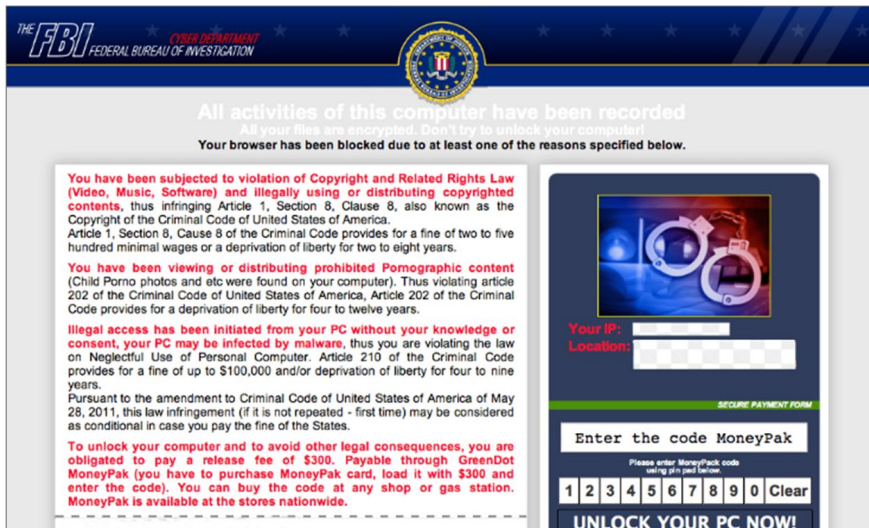 THE FBI CYBER DEPARTMENT
FEDERAL BUREAU OF INVESTIGATION
All activities of this computer have been recorded
All your files are encrypted. Don't try to unlock your computer!
Your browser has been blocked due to at least one of the reasons specified below.
You have been subjected to violation of Copyright and Related Rights Law
(Video, Music, Software) and illegally using or distributing copyrighted
contents, thus infringing Article 1, Section 8, Clause 8, also known as the
Copyright of the Criminal Code of United States of America.
Article 1, Section 8, Cause 8 of the Criminal Code provides for a fine of two to five
hundred minimal wages or a deprivation of liberty for two to eight years.
You have been viewing or distributing prohibited Pornographic content
(Child Porno photos and etc were found on your computer). Thus violating article
202 of the Criminal Code of United States of America, Article 202 of the Criminal
Code provides for a deprivation of liberty for four to twelve years.
Illegal access has been initiated from your PC without your knowledge or
consent, your PC may be infected by malware, thus you are violating the law
on Neglectful Use of Personal Computer. Article 210 of the Criminal Code
provides for a fine of up to $100,000 and/or deprivation of liberty for four to nine
years.
Pursuant to the amendment to Criminal Code of United States of America of May
28, 2011, this law infringement (if it is not repeated - first time) may be considered
as conditional in case you pay the fine of the States.
To unlock your computer and to avoid other legal consequences, you are
obligated to pay a release fee of $300. Payable through GreenDot
MoneyPak (you have to purchase MoneyPak card, load it with $300 and
enter the code). You can buy the code at any shop or gas station.
MoneyPak is available at the stores nationwide.
Your IP:
Location:
SECURE PAYMENT FORM
Enter the code MoneyPak
Please enter MoneyPack code
using pin pad below.
1 2 3 4 5 6 7 8 9 0 Clear
UNLOCK YOUR PC NOW!